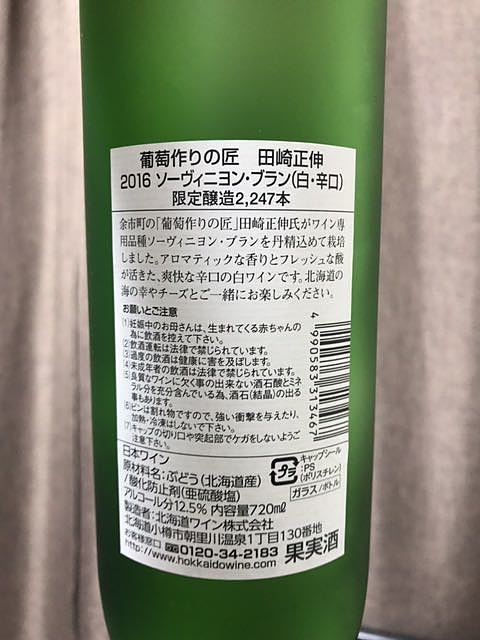 葡萄作りの匠　田崎正伸
2016 ソーヴィニヨン・ブラン(白・辛口)
限定醸造2,247本
余市町の「葡萄作りの匠」田崎正伸氏がワイン専
用品種ソーヴィニヨン・ブランを丹精込めて栽培
しました。アロマティックな香りとフレッシュな酸
が活きた、爽快な辛口の白ワインです。北海道の
海の幸やチーズとご一緒にお楽しみください。
お願いとご注意
(1)妊娠中のお母さんは、生まれてくる赤ちゃんの
為に飲酒を控えて下さい。
(2)飲酒運転は法律で禁じられています。
(3)過度の飲酒は健康に害を及ぼします。
(4)未成年者の飲酒は法律で禁じられています。
(5)良質なワインに欠く事の出来ない酒石酸とミネ
ラル分を充分含んでいる為、酒石(結晶)の出る
事もあります。
(6)ビンは割れ物ですので、強い衝撃を与えたり、
加熱・冷凍はしないで下さい。
(7)キャップの切り口や突起部でケガをしないようご
注意下さい。
4990583313467
日本ワイン
原材料名:ぶどう(北海道産)
/酸化防止剤(亜硫酸塩)
アルコール分12.5% 内容量720mℓ
製造者:北海道ワイン株式会社
北海道小樽市朝里川温泉1丁目130番地
お客様窓口 0120-34-2183
http://www.hokkaidowine.com
プラ
キャップシール
:PS
(ポリスチレン)
ガラス/ボトル
果実酒